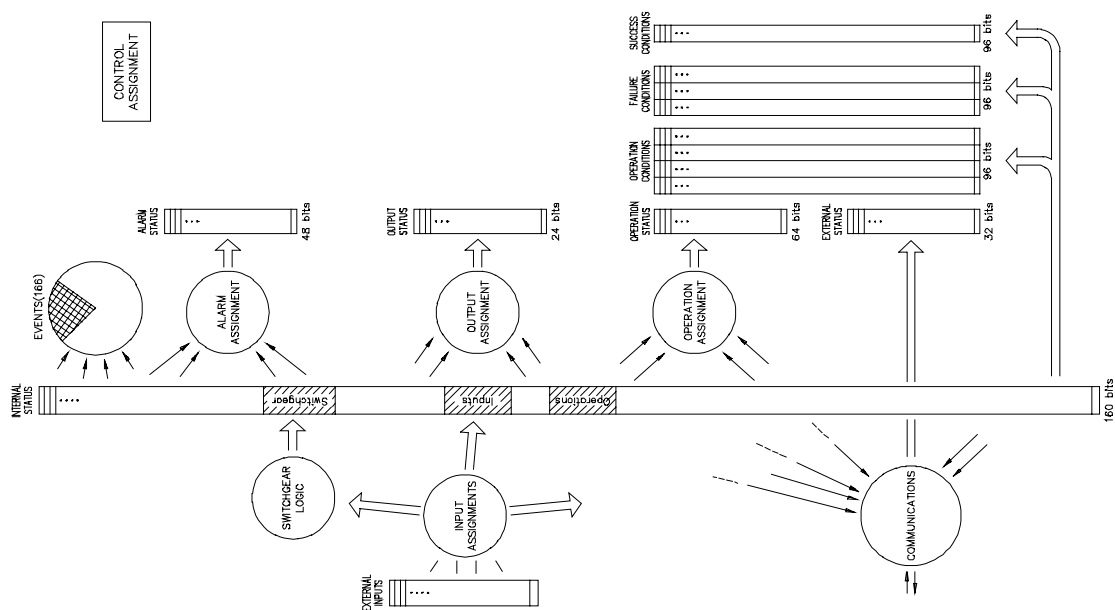 CONTROL
ASSIGNMENT
EVENTS(166)
ALARM
STATUS
48 bits
ALARM
ASSIGNMENT
OUTPUT
STATUS
24 bits
OUTPUT
ASSIGNMENT
SUCCESS
CONDITIONS
96 bits
FAILURE
CONDITIONS
96 bits
OPERATION
CONDITIONS
96 bits
OPERATION
STATUS
64 bits
EXTERNAL
STATUS
32 bits
OPERATION
ASSIGNMENT
INTERNAL
STATUS
Switchgear
Inputs
Operations
160 bits
SWITCHGEAR
LOGIC
INPUT
ASSIGNMENTS
COMMUNICATIONS
EXTERNAL
INPUTS